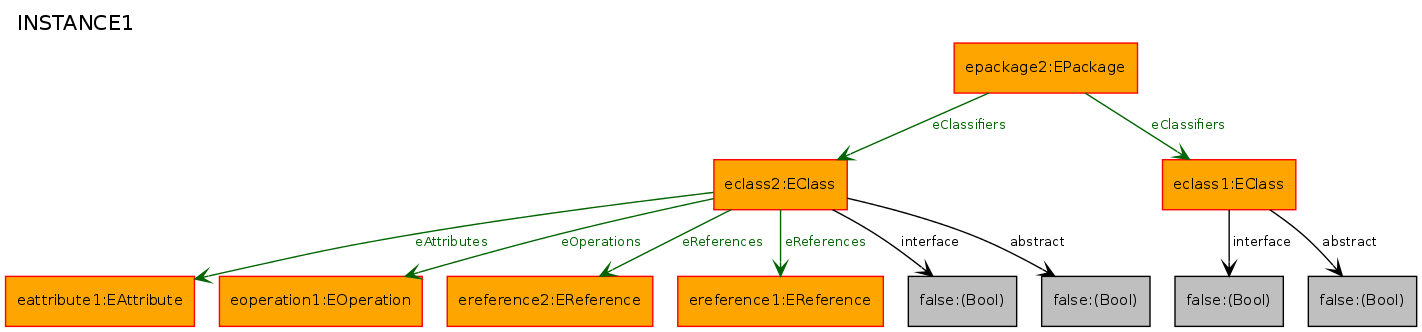 INSTANCE1
epackage2:EPackage
eClassifiers
eClassifiers
eclass2:EClass
eclass1:EClass
eAttributes
eOperations
eReferences
eReferences
interface
abstract
interface
abstract
eattribute1:EAttribute
eoperation1:EOperation
ereference2:EReference
ereference1:EReference
false:(Bool)
false:(Bool)
false:(Bool)
false:(Bool)